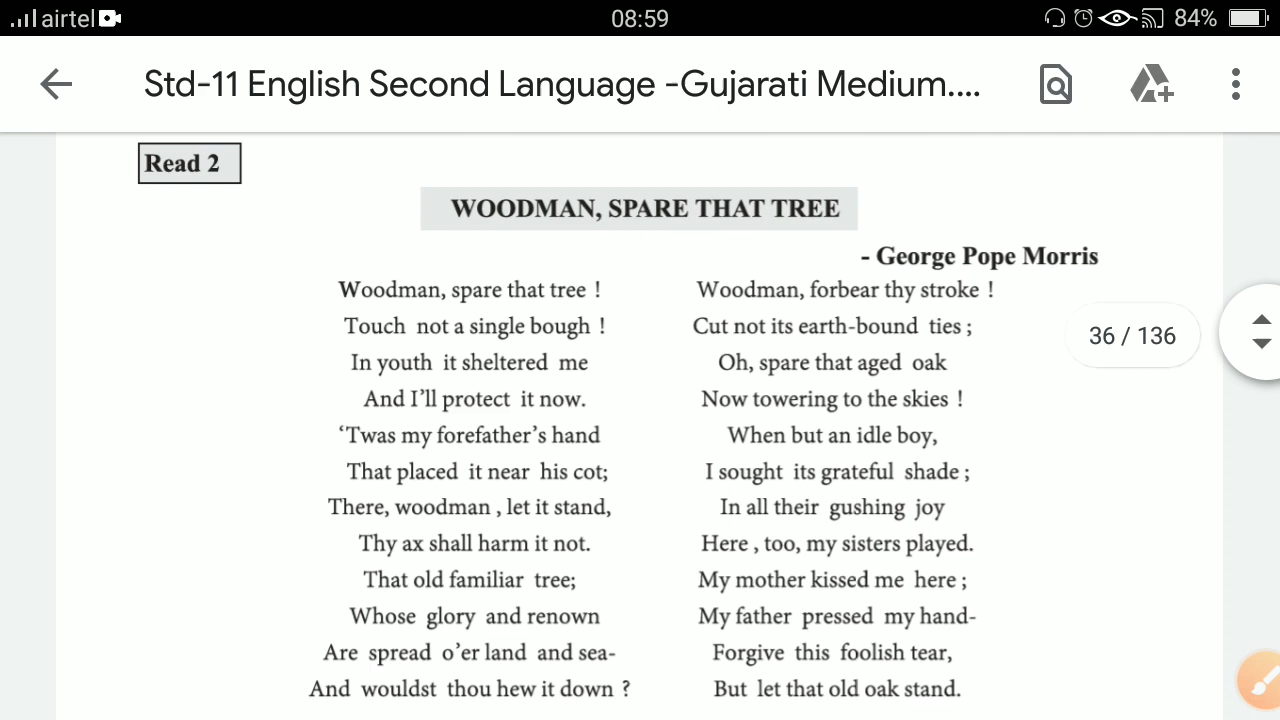 airtel 08:59 84%
Std-11 English Second Language -Gujarati Medium....
Read 2
WOODMAN, SPARE THAT TREE
- George Pope Morris
36 / 136
Woodman, spare that tree !
Touch not a single bough !
In youth it sheltered me
And I'll protect it now.
‘Twas my forefather’s hand
That placed it near his cot;
There, woodman , let it stand,
Thy ax shall harm it not.
That old familiar tree;
Whose glory and renown
Are spread o’er land and sea-
And wouldst thou hew it down ?
Woodman, forbear thy stroke !
Cut not its earth-bound ties ;
Oh, spare that aged oak
Now towering to the skies !
When but an idle boy,
I sought its grateful shade ;
In all their gushing joy
Here , too, my sisters played.
My mother kissed me here ;
My father pressed my hand-
Forgive this foolish tear,
But let that old oak stand.